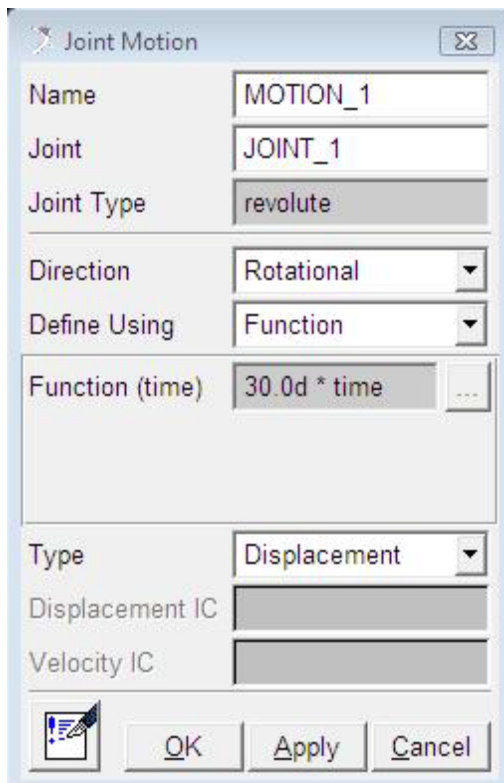 Joint Motion
Name MOTION_1
Joint JOINT_1
Joint Type revolute
Direction Rotational
Define Using Function
Function (time) 30.0d * time ...
Type Displacement
Displacement IC
Velocity IC
OK Apply Cancel